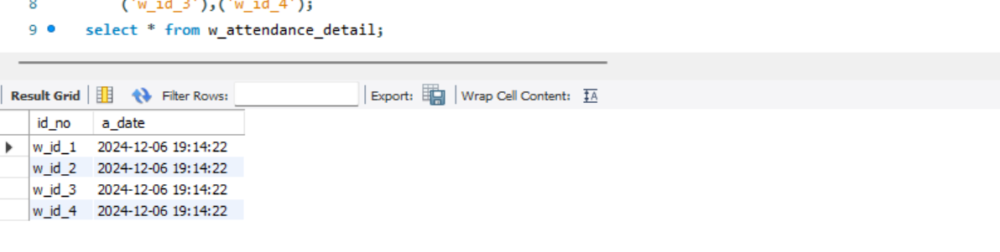 8 ('w_id_3'),('w_id_4');
9 select * from w_attendance_detail;
Result Grid Filter Rows: Export: Wrap Cell Content: IA
id_no a_date
w_id_1 2024-12-06 19:14:22
w_id_2 2024-12-06 19:14:22
w_id_3 2024-12-06 19:14:22
w_id_4 2024-12-06 19:14:22